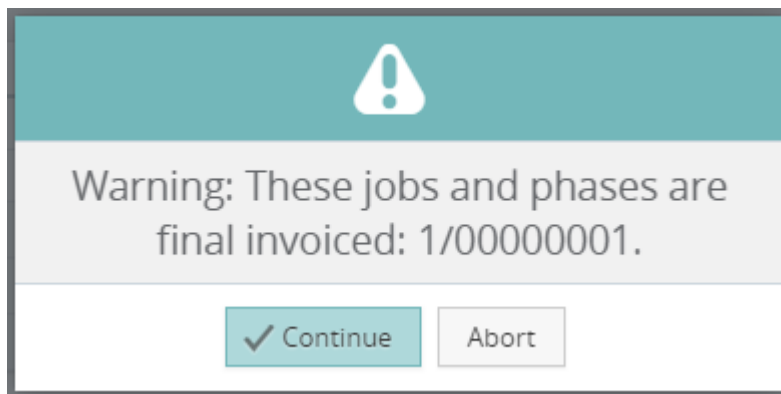 Warning: These jobs and phases are
final invoiced: 1/00000001.
Continue
Abort